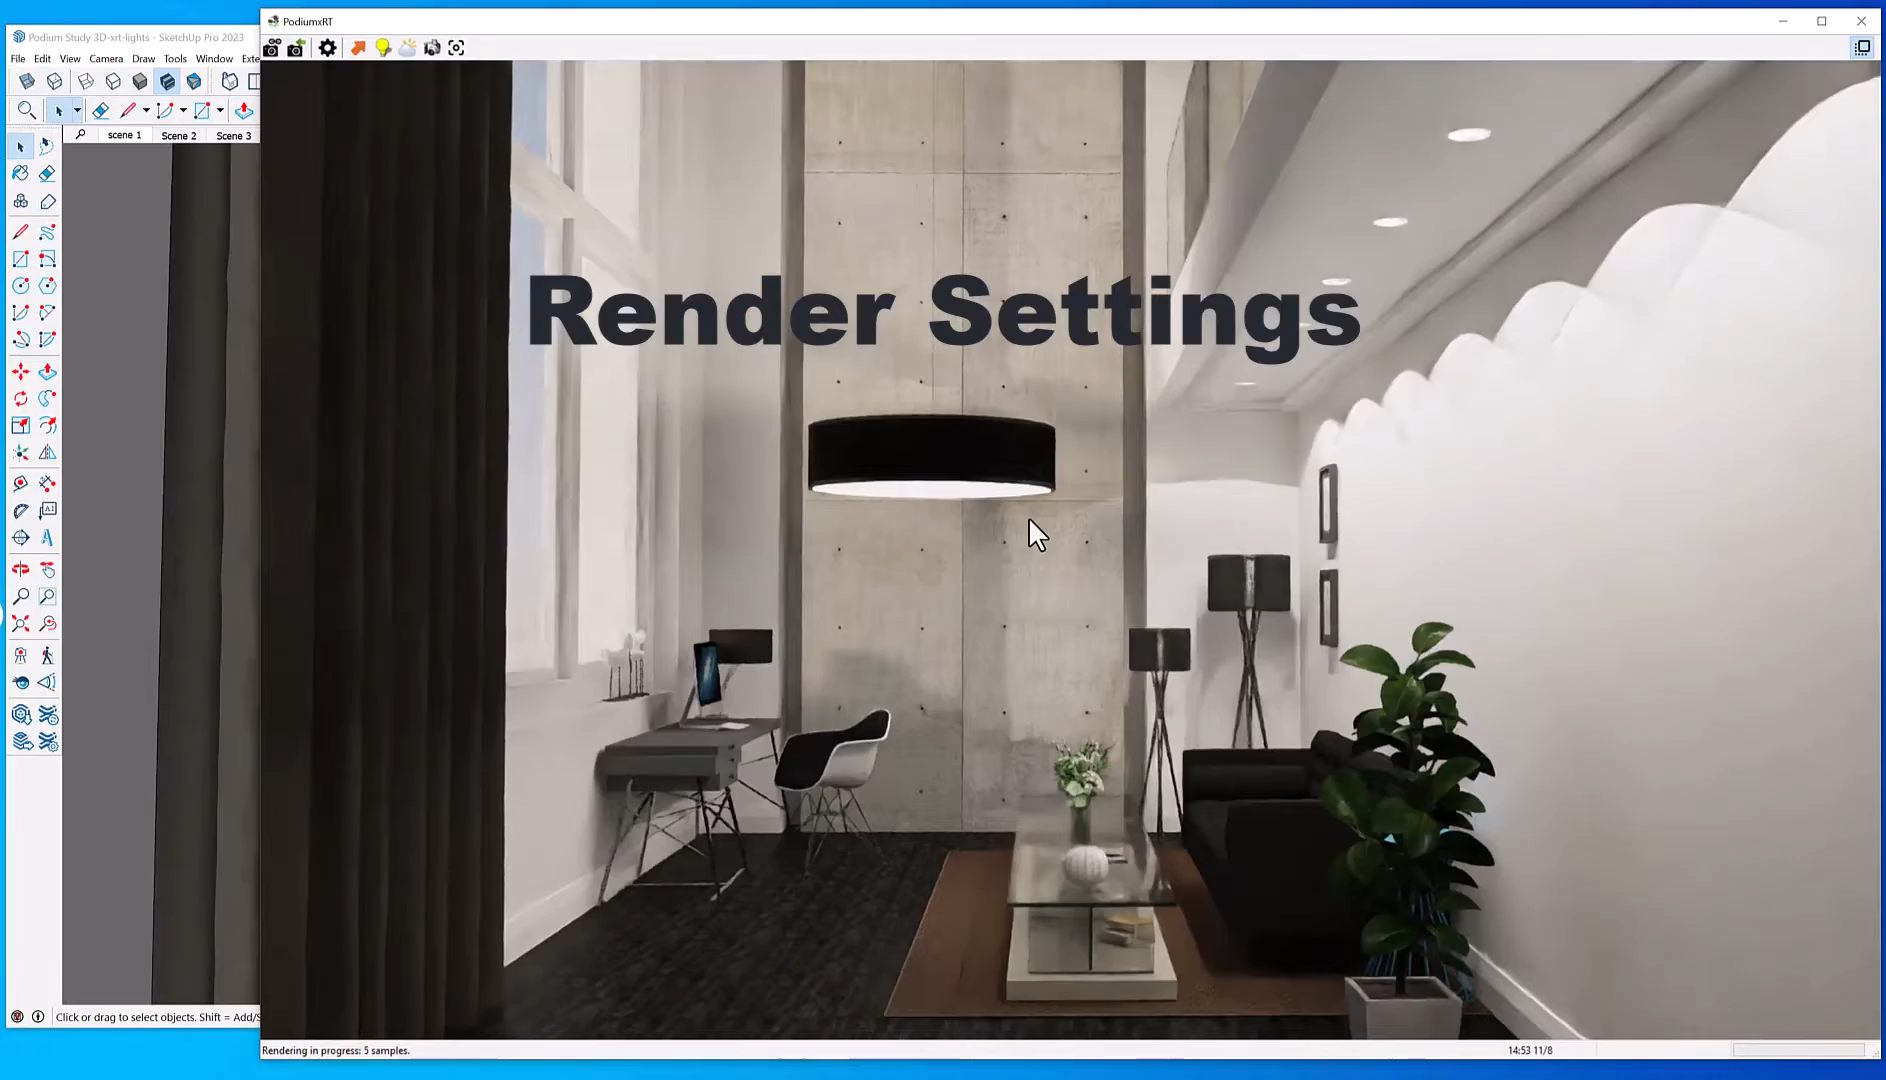 PodiumxRT
Podium Study 3D-xrt-lights - SketchUp Pro 2023
File Edit View Camera Draw Tools Window Exte
scene 1 Scene 2 Scene 3
Render Settings
A1
Click or drag to select objects. Shift = Add/S
Rendering in progress: 5 samples.
14:53 11/8